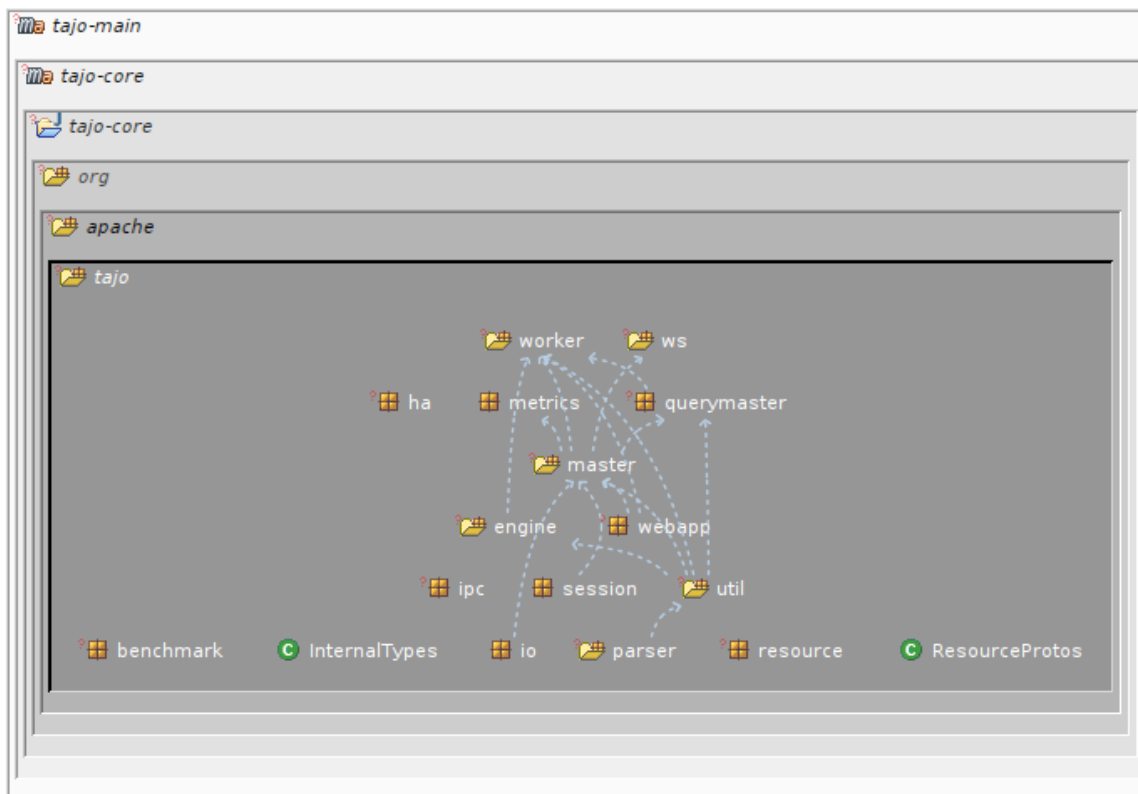 tajo-main
tajo-core
tajo-core
org
apache
tajo
worker ws
ha metrics querymaster
master
engine webapp
ipc session util
benchmark InternalTypes io parser resource ResourceProtos